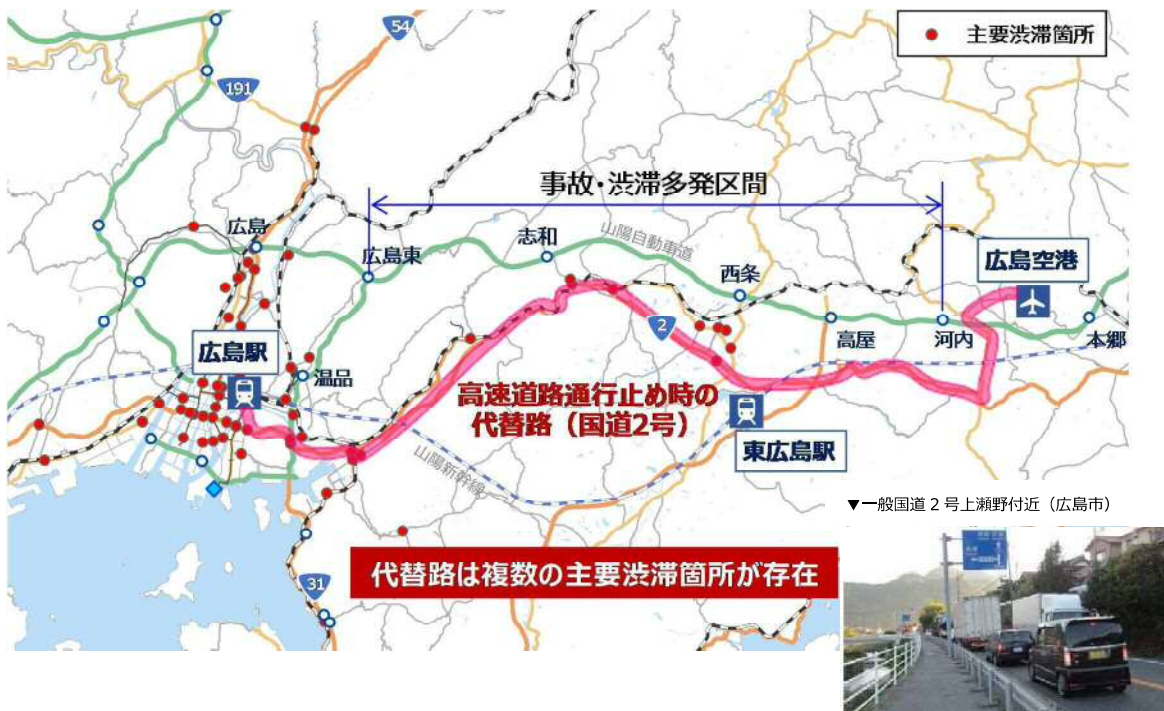 主要渋滞箇所
54
191
事故・渋滞多発区間
広島
広島東
志和
山陽自動車道
西条
広島空港
広島駅
温品
2
高屋
河内
本郷
高速道路通行止め時の
代替路（国道2号）
東広島駅
山陽新幹線
▼一般国道２号上瀬野付近（広島市）
代替路は複数の主要渋滞箇所が存在
31